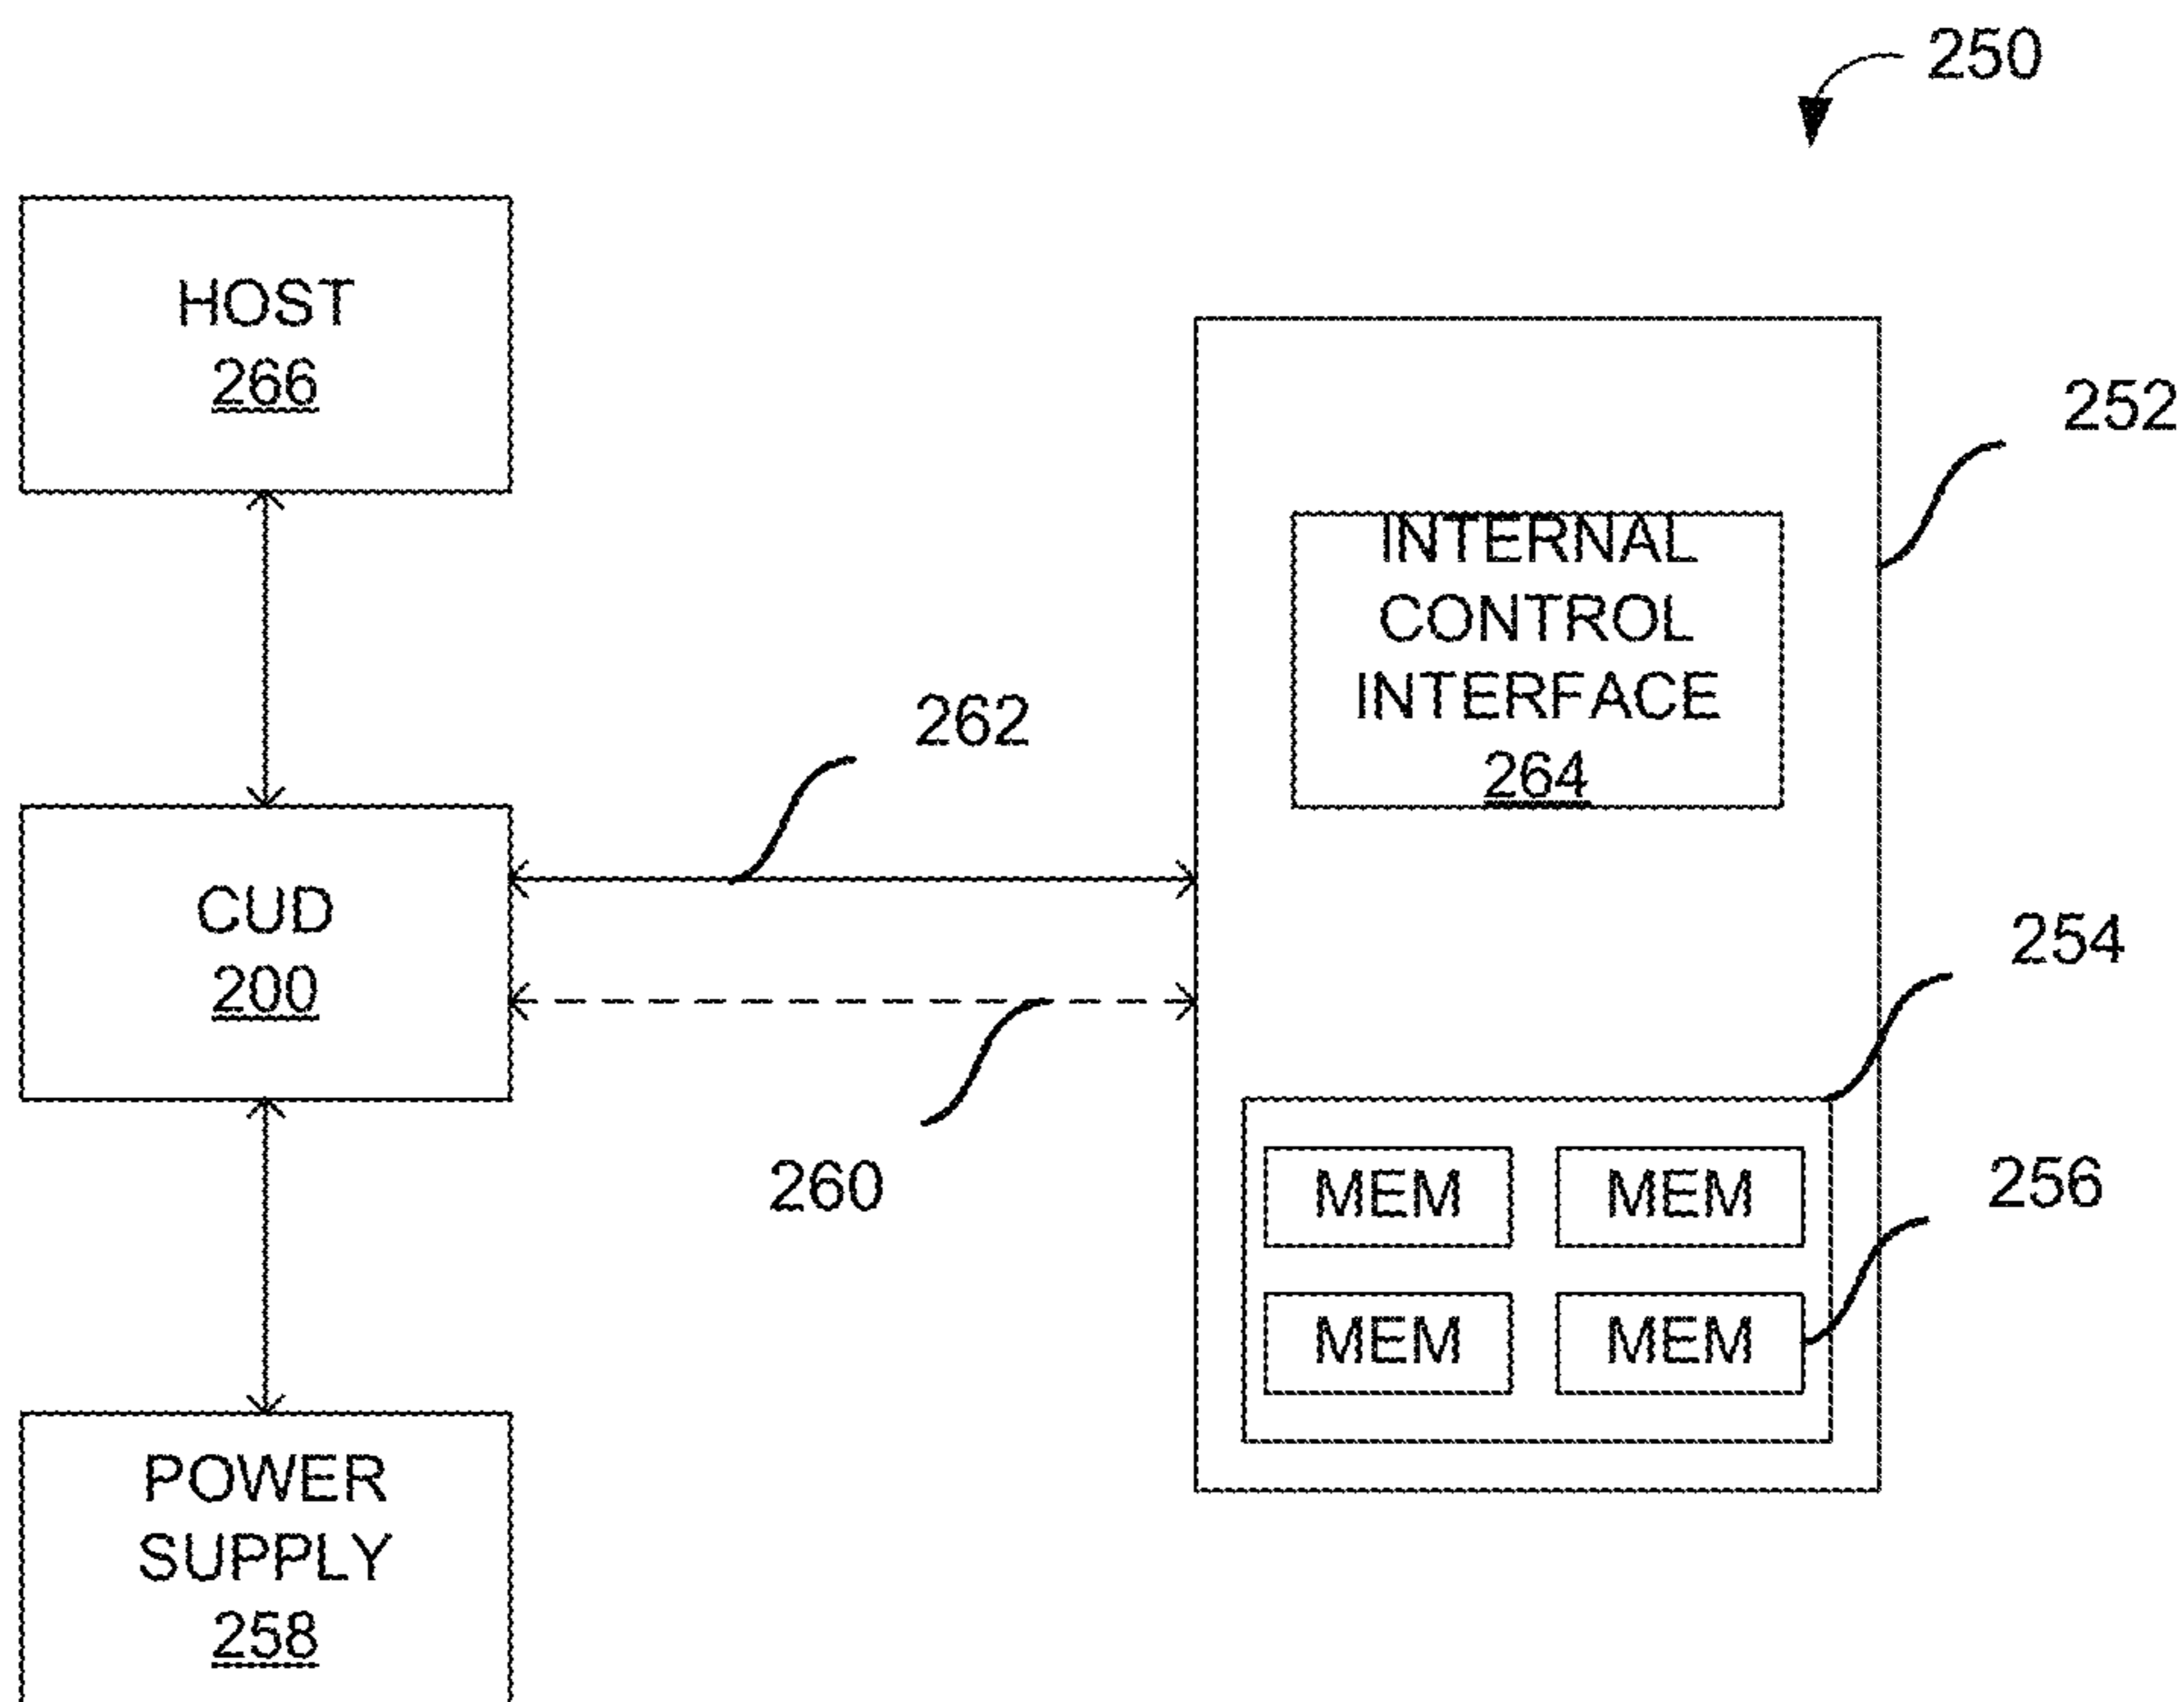 250
HOST
266
252
INTERNAL
CONTROL
INTERFACE
264
262
CUD
200
254
260
MEM MEM
256
MEM MEM
POWER
SUPPLY
258